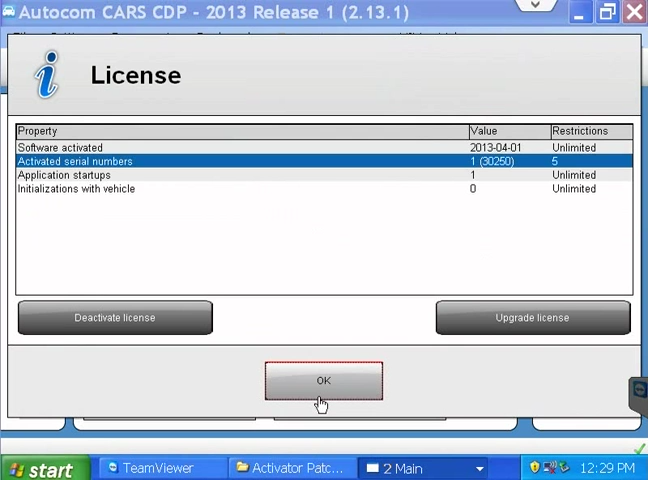 Autocom CARS CDP - 2013 Release 1 (2.13.1)
License
Property Value Restrictions
Software activated 2013-04-01 Unlimited
Activated serial numbers 1 (30250) 5
Application startups 1 Unlimited
Initializations with vehicle 0 Unlimited
Deactivate license Upgrade license
OK
start TeamViewer Activator Patc... 2 Main 12:29 PM